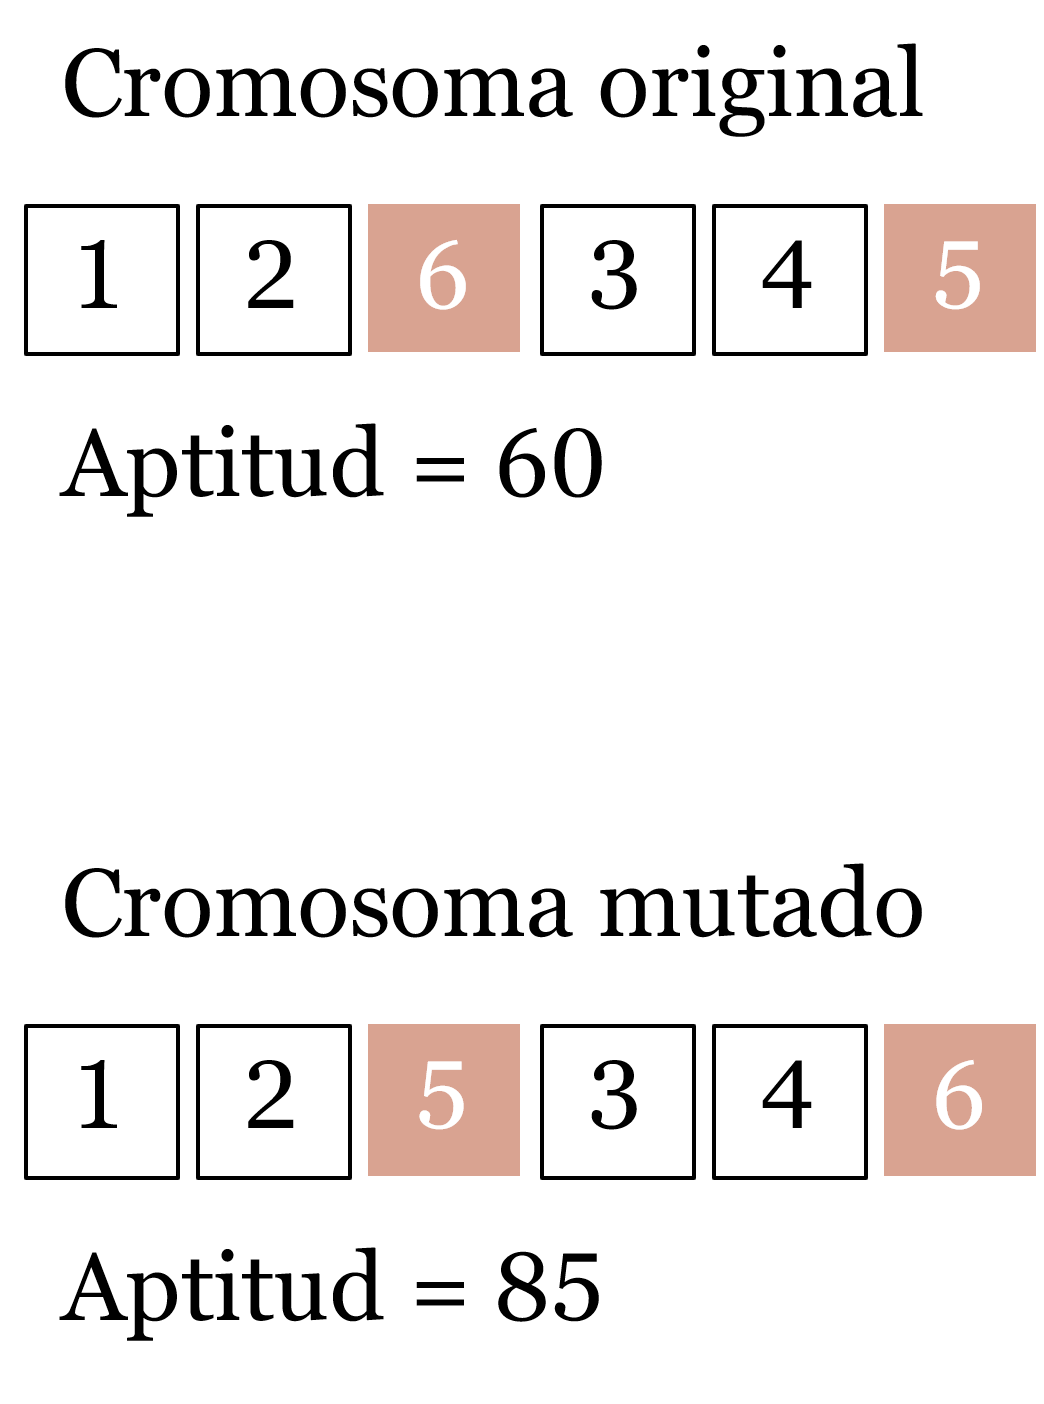 Cromosoma original
1 2 6 3 4 5
Aptitud = 60
Cromosoma mutado
1 2 5 3 4 6
Aptitud = 85